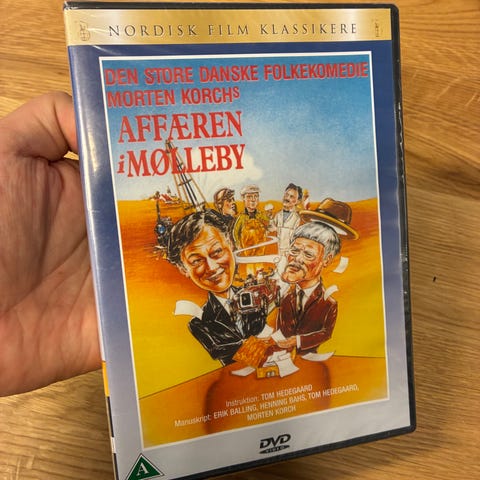 NORDISK FILM KLASSIKERE
DEN STORE DANSKE FOLKEKOMEDIE
MORTEN KORCHS
AFFÆREN
i MØLLEBY
Instruktion: TOM HEDEGAARD
Manuskript: ERIK BALLING, HENNING BAHS, TOM HEDEGAARD,
MORTEN KORCH
A
DVD
VIDEO